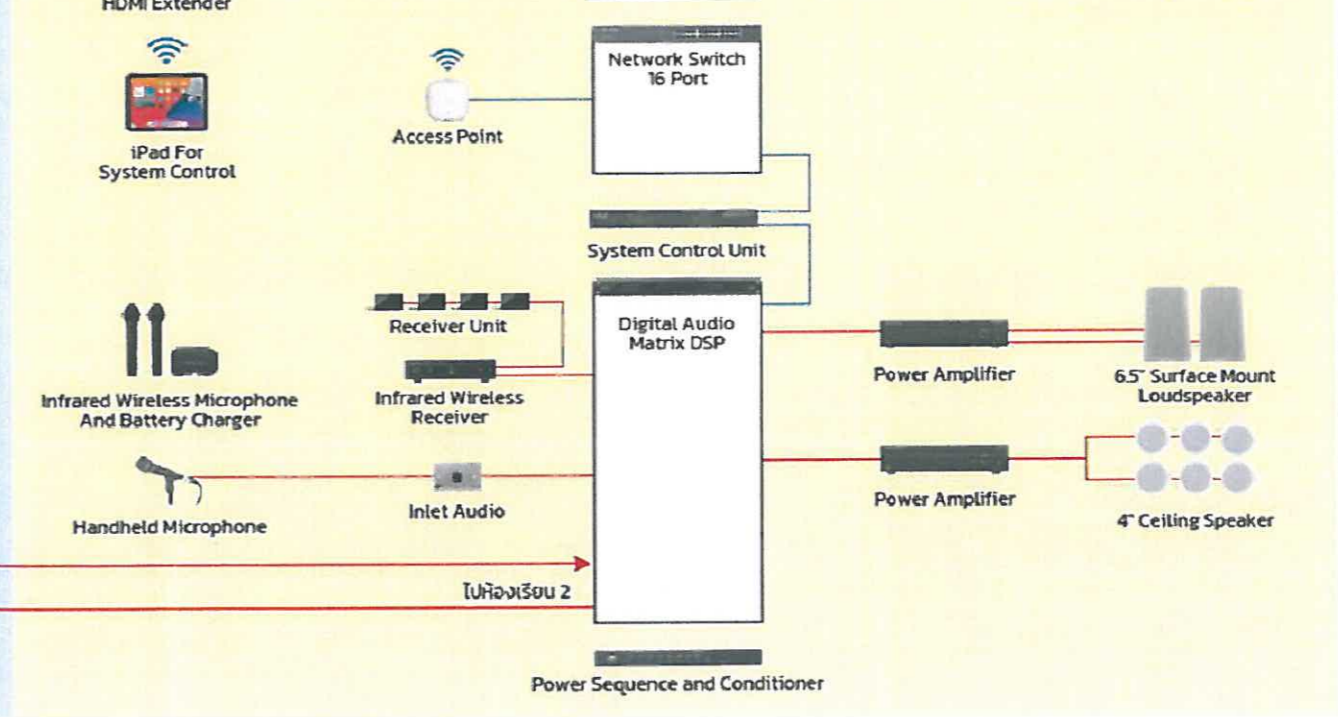 HDMI Extender
Network Switch
16 Port
Access Point
iPad For
System Control
System Control Unit
Receiver Unit
Digital Audio
Matrix DSP
Power Amplifier
6.5" Surface Mount
Loudspeaker
Infrared Wireless Microphone
And Battery Charger
Infrared Wireless
Receiver
Inlet Audio
Handheld Microphone
Power Amplifier
4" Ceiling Speaker
ไปห้องเรียน 2
Power Sequence and Conditioner